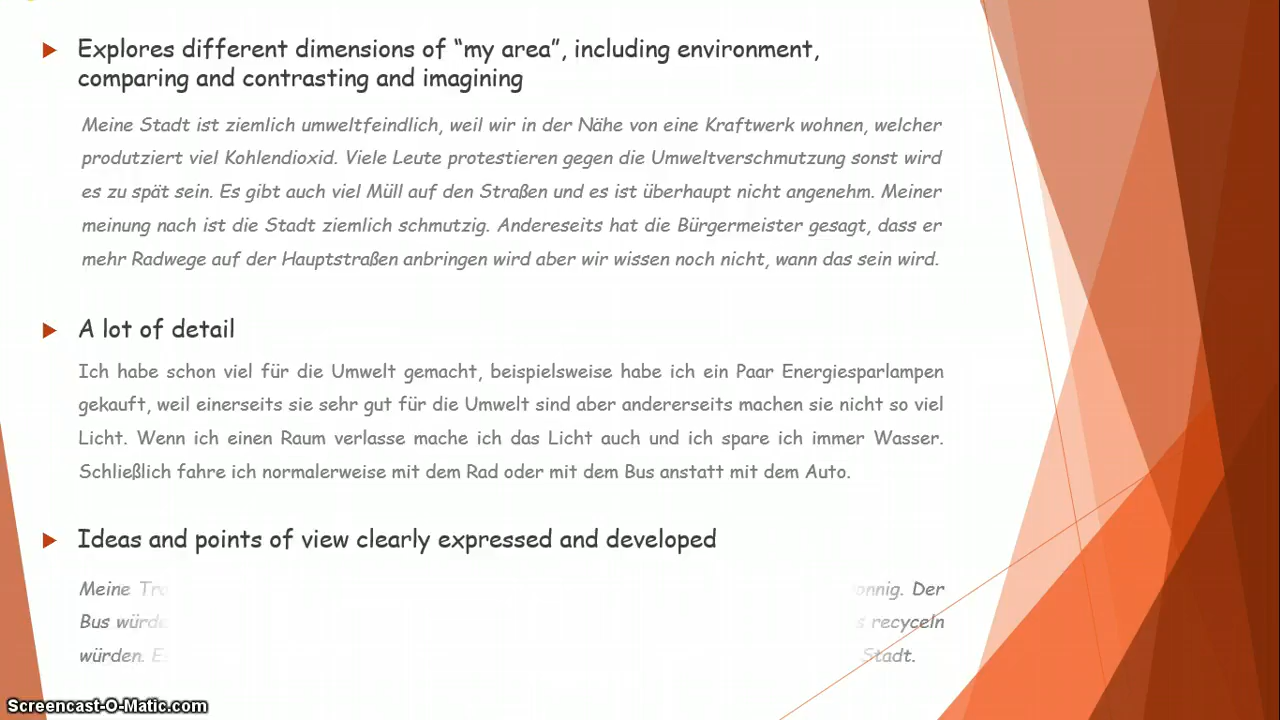 Explores different dimensions of “my area”, including environment,
comparing and contrasting and imagining
Meine Stadt ist ziemlich umweltfeindlich, weil wir in der Nähe von eine Kraftwerk wohnen, welcher
produtziert viel Kohlendioxid. Viele Leute protestieren gegen die Umweltverschmutzung sonst wird
es zu spät sein. Es gibt auch viel Müll auf den Straßen und es ist überhaupt nicht angenehm. Meiner
meinung nach ist die Stadt ziemlich schmutzig. Andereseits hat die Bürgermeister gesagt, dass er
mehr Radwege auf der Hauptstraßen anbringen wird aber wir wissen noch nicht, wann das sein wird.
A lot of detail
Ich habe schon viel für die Umwelt gemacht, beispielsweise habe ich ein Paar Energiesparlampen
gekauft, weil einerseits sie sehr gut für die Umwelt sind aber andererseits machen sie nicht so viel
Licht. Wenn ich einen Raum verlasse mache ich das Licht auch und ich spare ich immer Wasser.
Schließlich fahre ich normalerweise mit dem Rad oder mit dem Bus anstatt mit dem Auto.
Ideas and points of view clearly expressed and developed
Meine Der
Bus recyceln
würden. Stadt.
Screencast-O-Matic.com